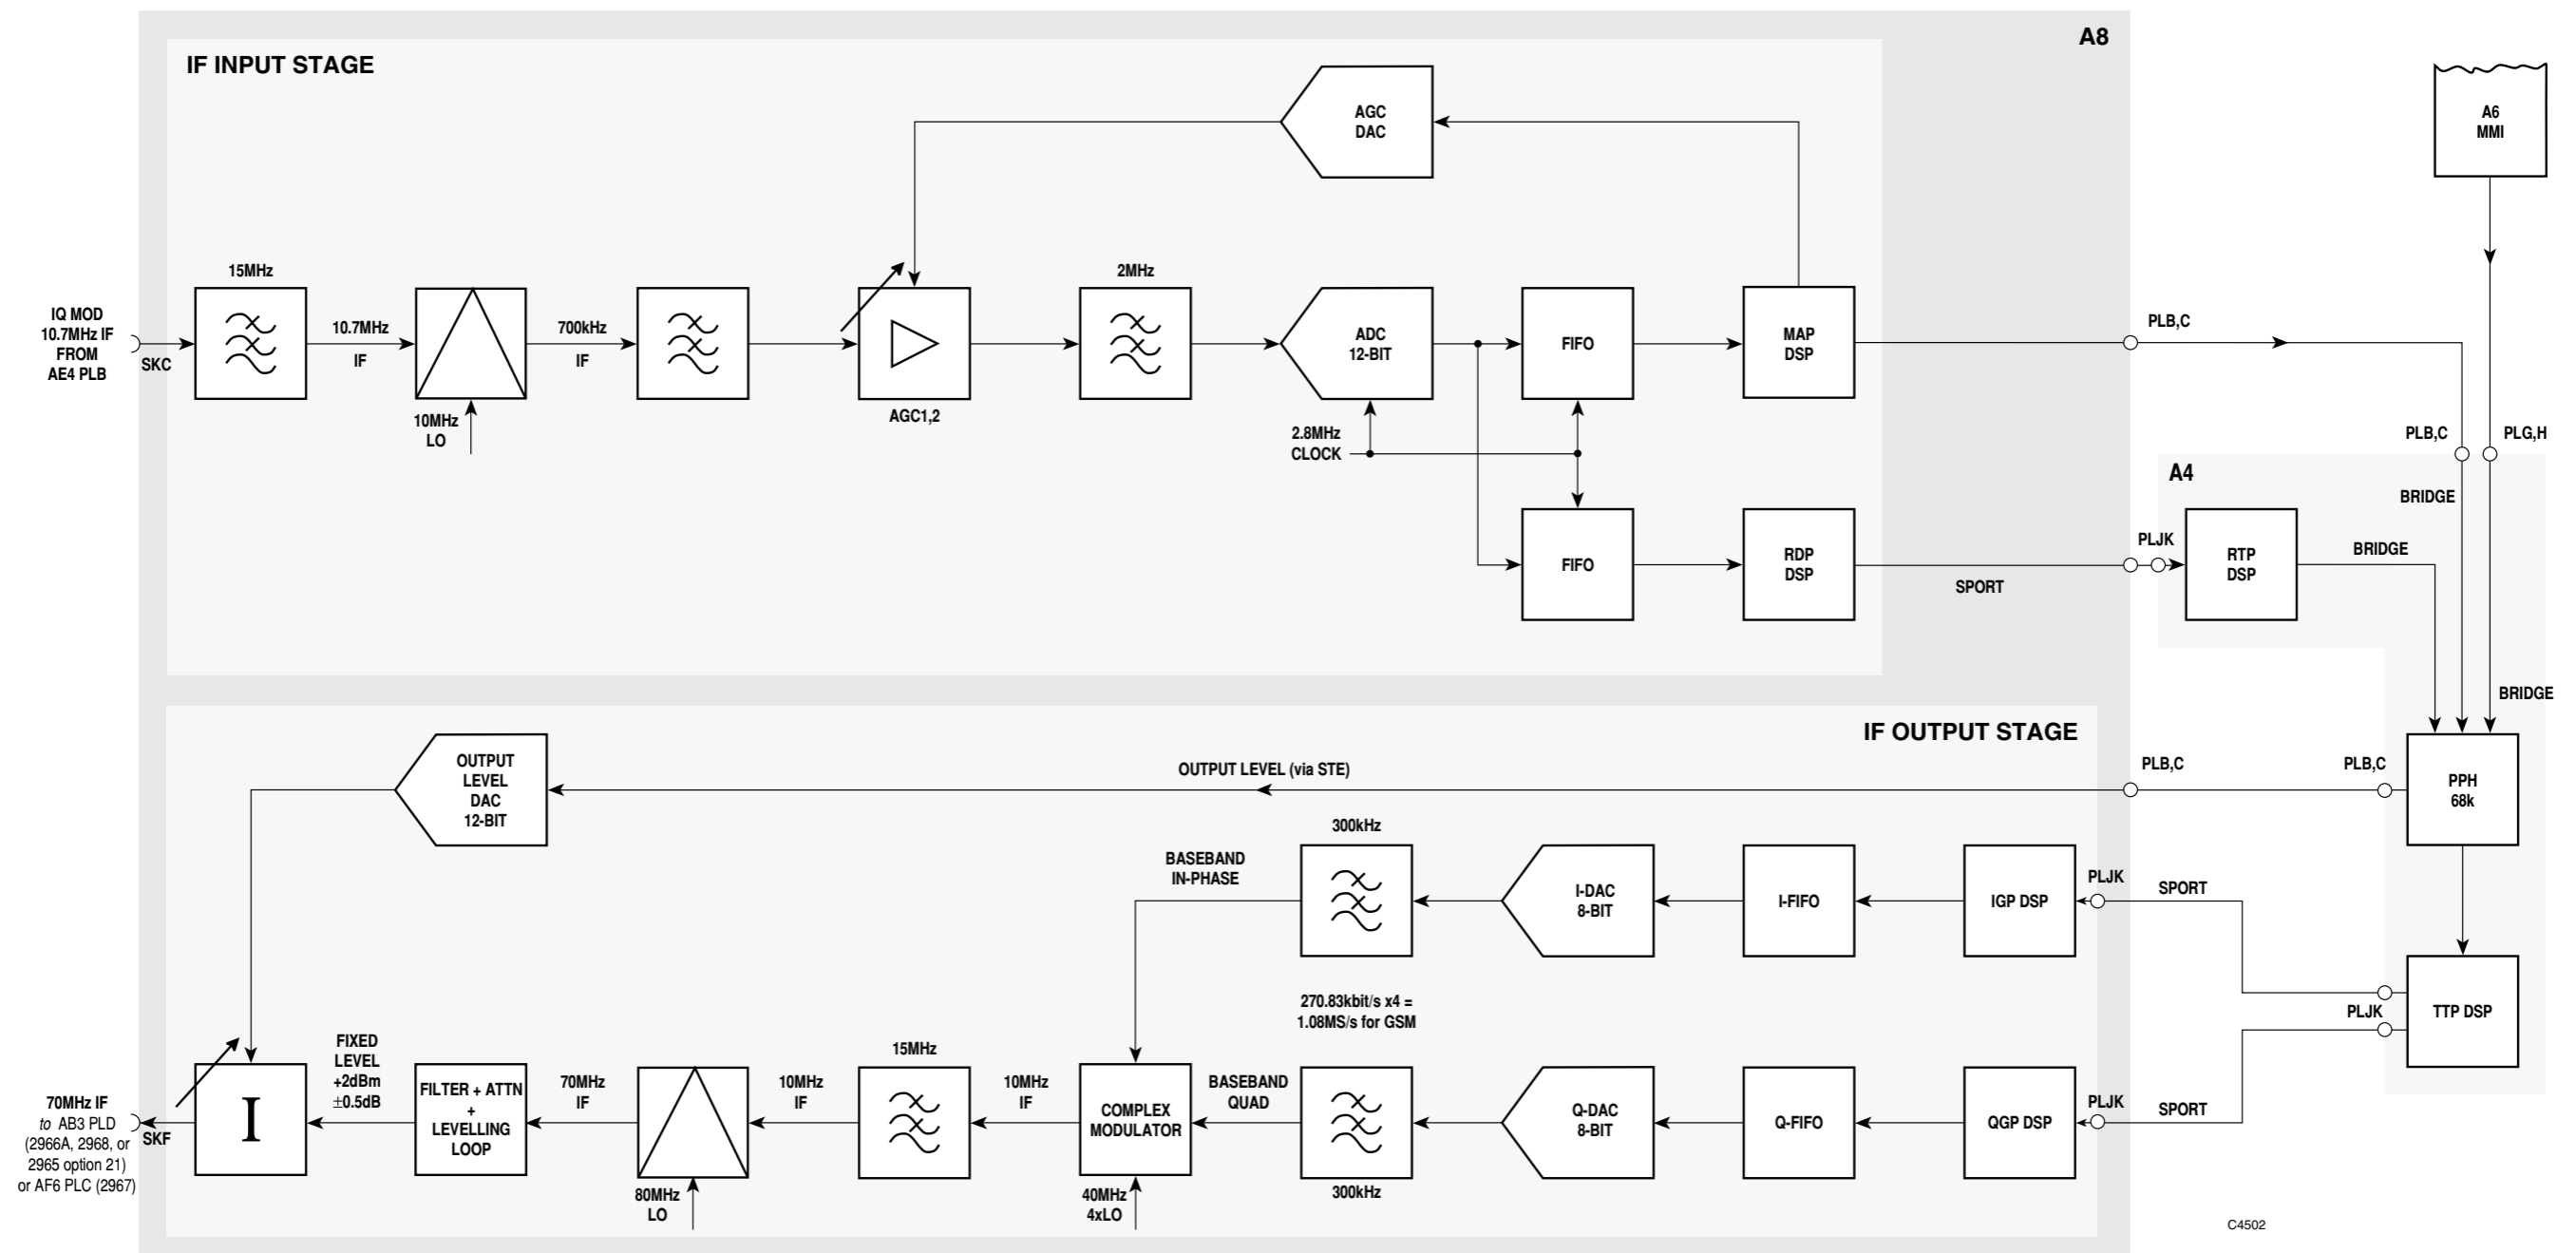 A8
IF INPUT STAGE
AGC
DAC
A6
MMI
15MHz
2MHz
IQ MOD
10.7MHz IF
FROM
AE4 PLB
SKC
10.7MHz
IF
10MHz
LO
700kHz
IF
AGC1,2
ADC
12-BIT
2.8MHz
CLOCK
FIFO
MAP
DSP
PLB,C
PLB,C
PLG,H
A4
BRIDGE
FIFO
RDP
DSP
SPORT
PLJK
RTP
DSP
BRIDGE
BRIDGE
IF OUTPUT STAGE
OUTPUT
LEVEL
DAC
12-BIT
OUTPUT LEVEL (via STE)
PLB,C
PLB,C
PPH
68k
300kHz
BASEBAND
IN-PHASE
I-DAC
8-BIT
I-FIFO
IGP DSP
PLJK
SPORT
270.83kbit/s x4 =
1.08MS/s for GSM
PLJK
TTP DSP
70MHz IF
to AB3 PLD
(2966A, 2968, or
2965 option 21)
or AF6 PLC (2967)
SKF
I
FIXED
LEVEL
+2dBm
±0.5dB
FILTER + ATTN
+
LEVELLING
LOOP
70MHz
IF
80MHz
LO
10MHz
IF
15MHz
10MHz
IF
COMPLEX
MODULATOR
40MHz
4xLO
BASEBAND
QUAD
300kHz
Q-DAC
8-BIT
Q-FIFO
QGP DSP
PLJK
SPORT
C4502